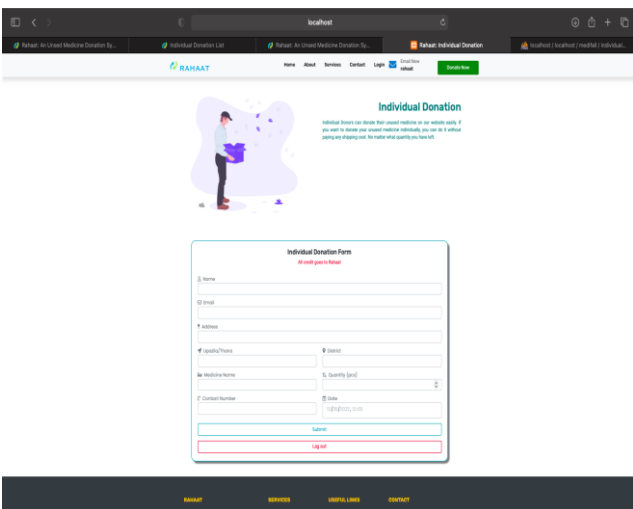 localhost
Rahaat: An Unsed Medicine Donation Sy...
Individual Donation List
Rahaat: An Unsed Medicine Donation Sy...
Rahaat: Individual Donation
localhost / localhost / medifat / individual...
RAHAAT
Home About Services Contact Login
Email Now
rahaat
Donate Now
Individual Donation
Individual Donors can donate their unused medicine on our website easily. If
you want to donate your unused medicine individually, you can do it without
paying any shipping cost. No matter what quantity you have left.
Individual Donation Form
All credit goes to Rahaat
Name
Email
Address
Upazila/Thana
District
Medicine Name
Quantity (pcs)
Contact Number
Date
Submit
Log out
RAHAAT SERVICES USEFUL LINKS CONTACT